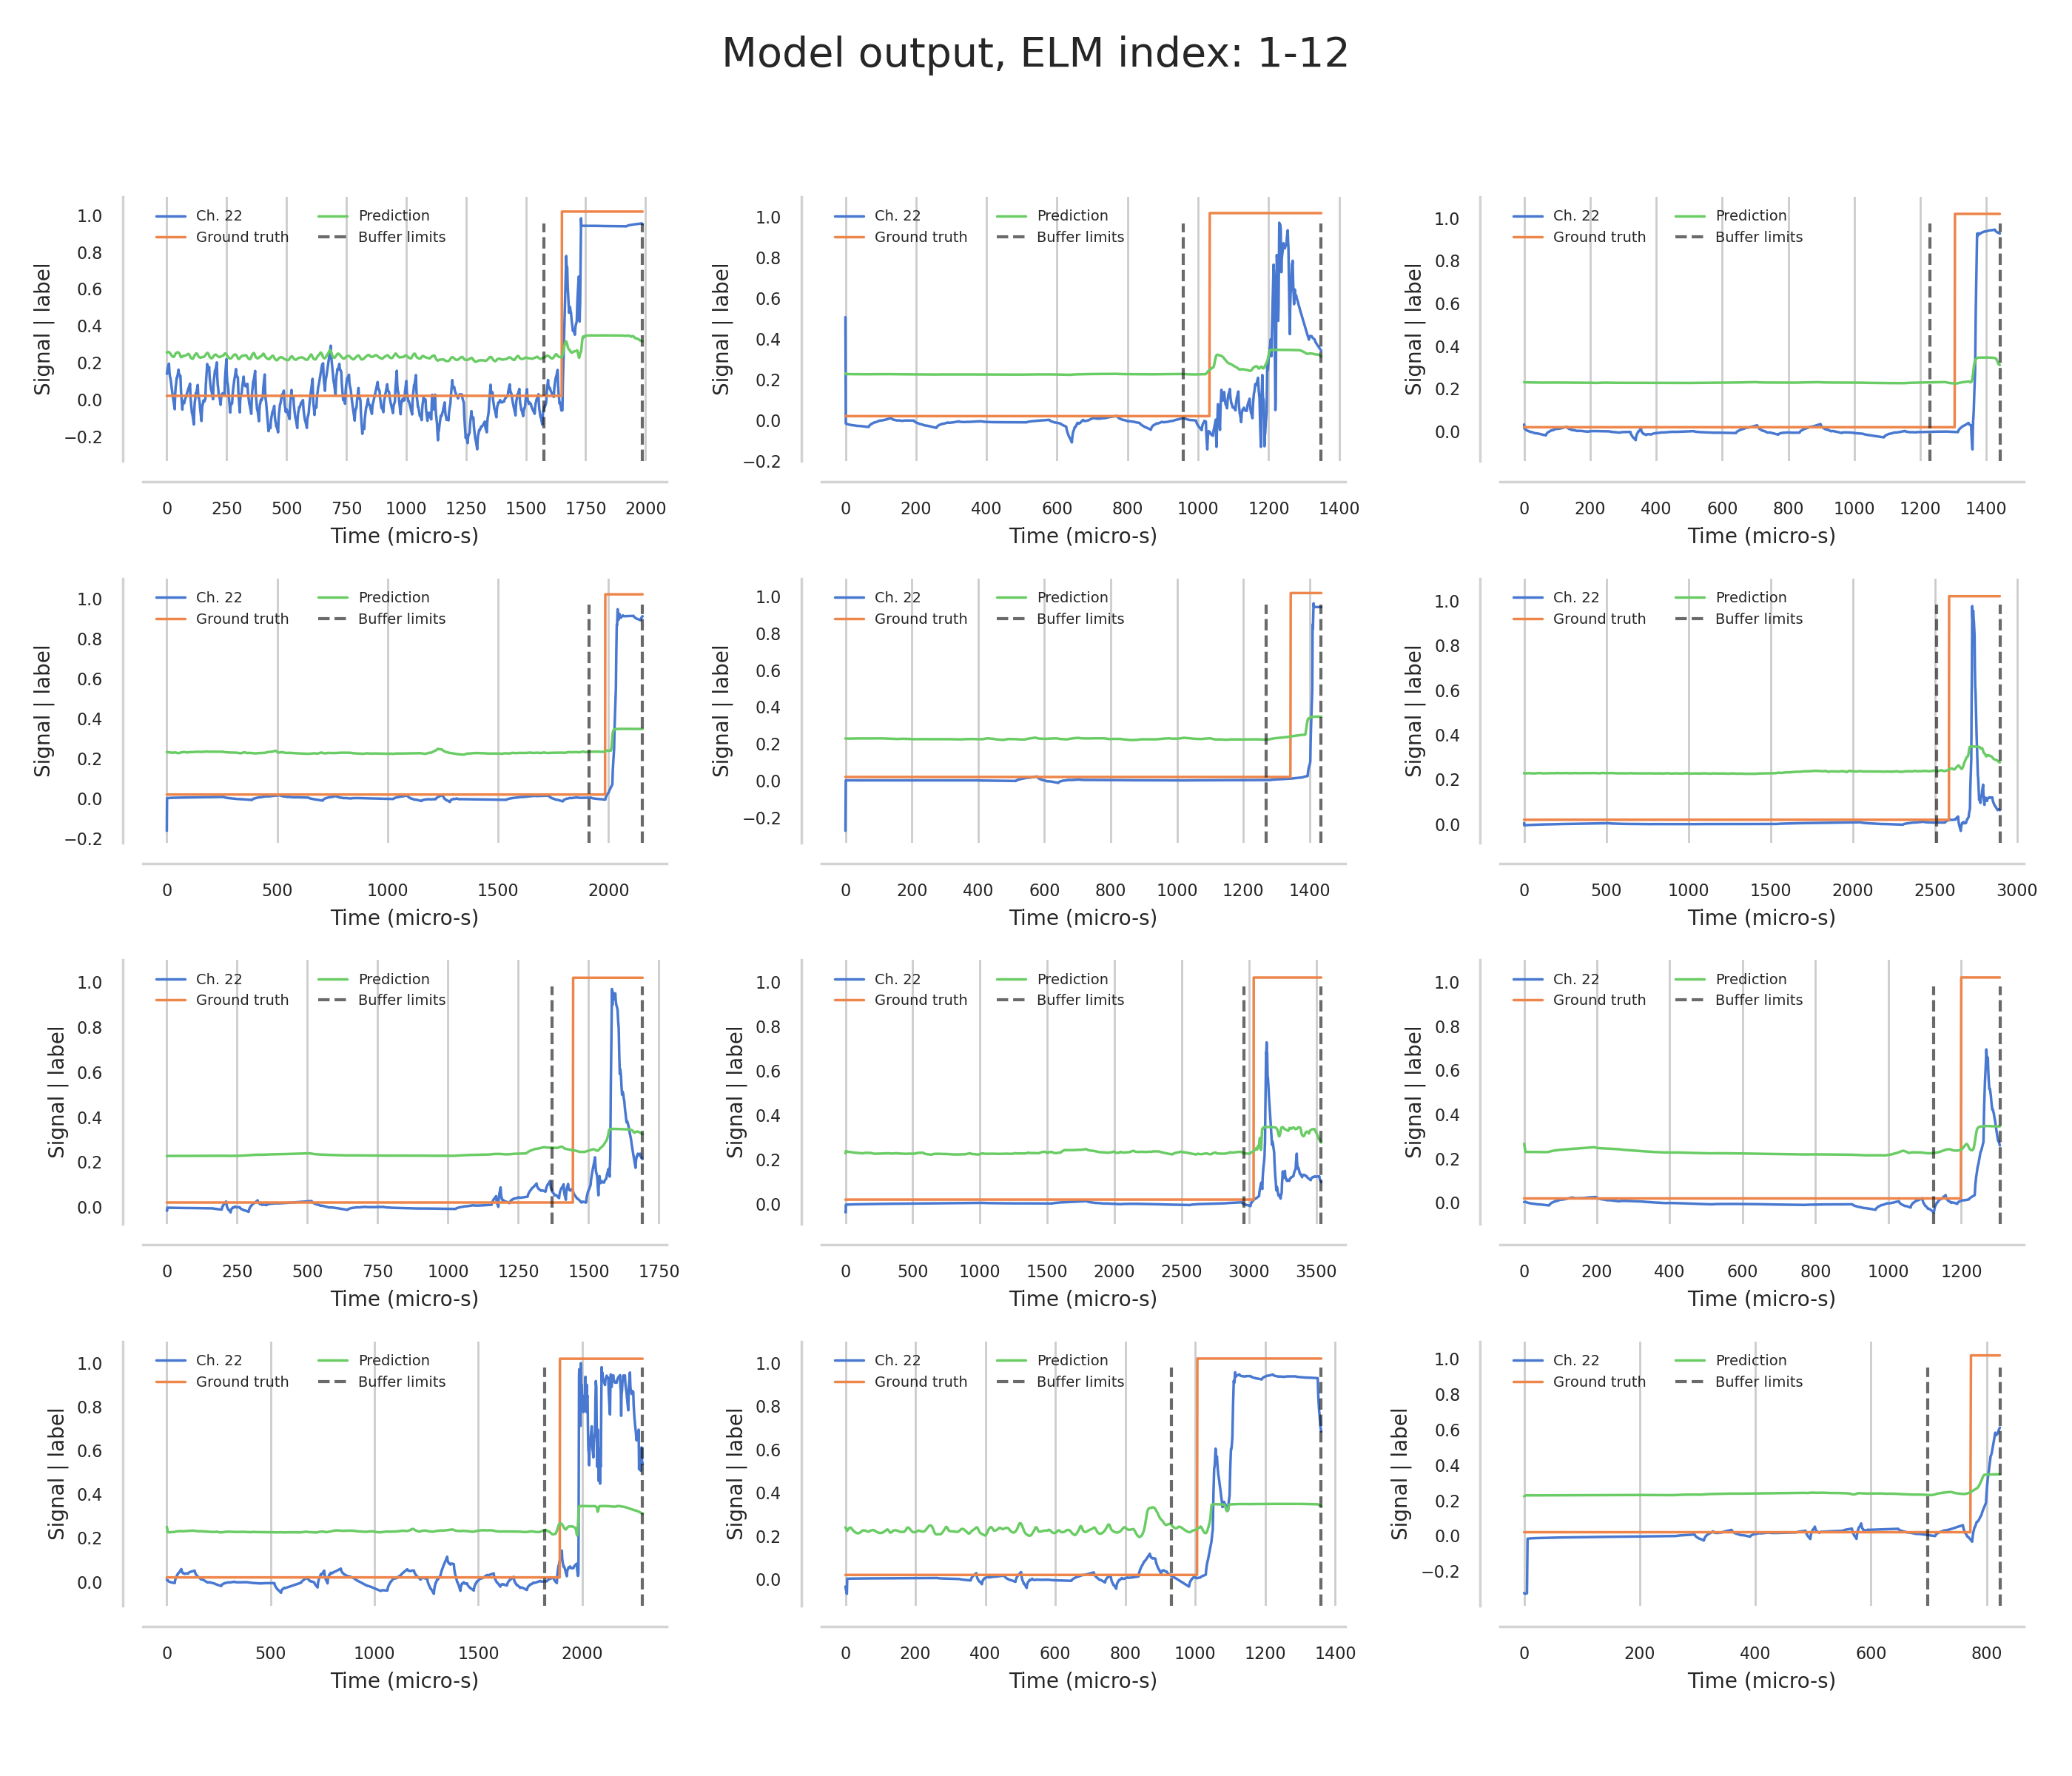 Model output, ELM index: 1-12
Ch. 22 Prediction
Ground truth Buffer limits
Signal | label
1.0
0.8
0.6
0.4
0.2
0.0
−0.2
0 250 500 750 1000 1250 1500 1750 2000
Time (micro-s)
Ch. 22 Prediction
Ground truth Buffer limits
Signal | label
1.0
0.8
0.6
0.4
0.2
0.0
−0.2
0 200 400 600 800 1000 1200 1400
Time (micro-s)
Ch. 22 Prediction
Ground truth Buffer limits
Signal | label
1.0
0.8
0.6
0.4
0.2
0.0
0 200 400 600 800 1000 1200 1400
Time (micro-s)
Ch. 22 Prediction
Ground truth Buffer limits
Signal | label
1.0
0.8
0.6
0.4
0.2
0.0
−0.2
0 500 1000 1500 2000
Time (micro-s)
Ch. 22 Prediction
Ground truth Buffer limits
Signal | label
1.0
0.8
0.6
0.4
0.2
0.0
−0.2
0 200 400 600 800 1000 1200 1400
Time (micro-s)
Ch. 22 Prediction
Ground truth Buffer limits
Signal | label
1.0
0.8
0.6
0.4
0.2
0.0
0 500 1000 1500 2000 2500 3000
Time (micro-s)
Ch. 22 Prediction
Ground truth Buffer limits
Signal | label
1.0
0.8
0.6
0.4
0.2
0.0
0 250 500 750 1000 1250 1500 1750
Time (micro-s)
Ch. 22 Prediction
Ground truth Buffer limits
Signal | label
1.0
0.8
0.6
0.4
0.2
0.0
0 500 1000 1500 2000 2500 3000 3500
Time (micro-s)
Ch. 22 Prediction
Ground truth Buffer limits
Signal | label
1.0
0.8
0.6
0.4
0.2
0.0
0 200 400 600 800 1000 1200
Time (micro-s)
Ch. 22 Prediction
Ground truth Buffer limits
Signal | label
1.0
0.8
0.6
0.4
0.2
0.0
0 500 1000 1500 2000
Time (micro-s)
Ch. 22 Prediction
Ground truth Buffer limits
Signal | label
1.0
0.8
0.6
0.4
0.2
0.0
0 200 400 600 800 1000 1200 1400
Time (micro-s)
Ch. 22 Prediction
Ground truth Buffer limits
Signal | label
1.0
0.8
0.6
0.4
0.2
0.0
−0.2
0 200 400 600 800
Time (micro-s)